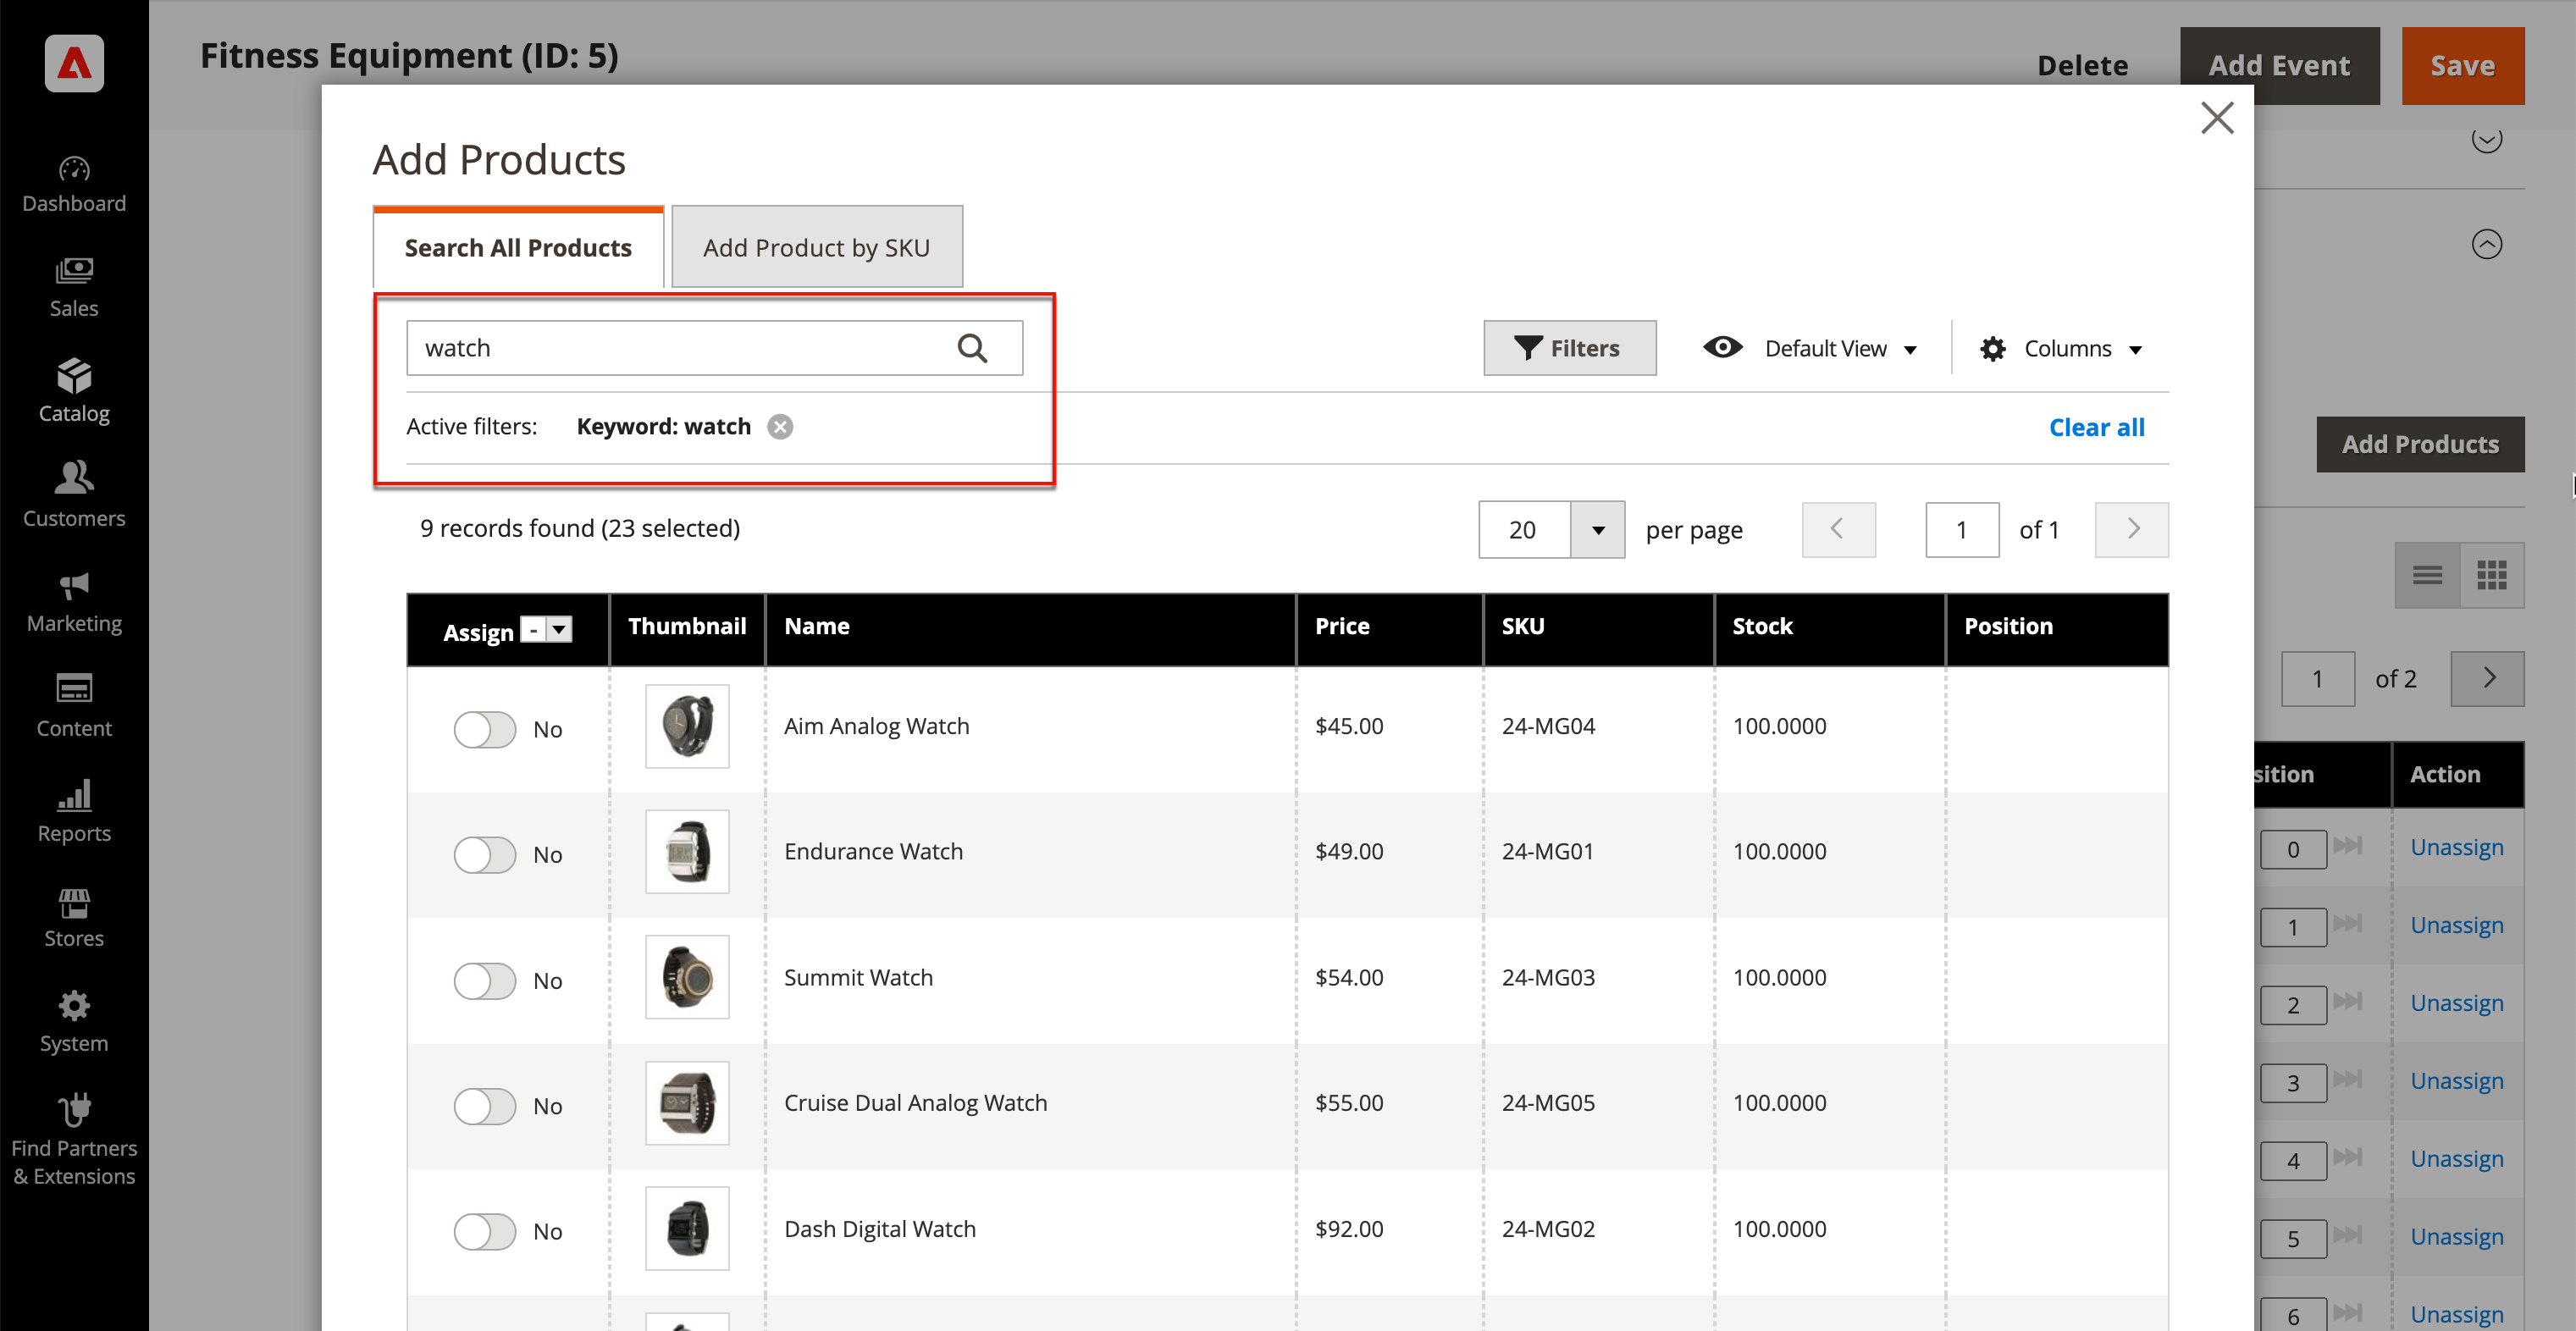 Fitness Equipment (ID: 5)
Delete
Add Event
Save
Dashboard
Sales
Catalog
Customers
Marketing
Content
Reports
Stores
System
Find Partners
& Extensions
Add Products
Search All Products
Add Product by SKU
watch
Filters
Default View
Columns
Active filters: Keyword: watch
Clear all
9 records found (23 selected)
20 per page
1 of 1
Assign - Thumbnail Name Price SKU Stock Position
No Aim Analog Watch $45.00 24-MG04 100.0000
No Endurance Watch $49.00 24-MG01 100.0000
No Summit Watch $54.00 24-MG03 100.0000
No Cruise Dual Analog Watch $55.00 24-MG05 100.0000
No Dash Digital Watch $92.00 24-MG02 100.0000
Add Products
1 of 2
sition Action
0 Unassign
1 Unassign
2 Unassign
3 Unassign
4 Unassign
5 Unassign
6 Unassign